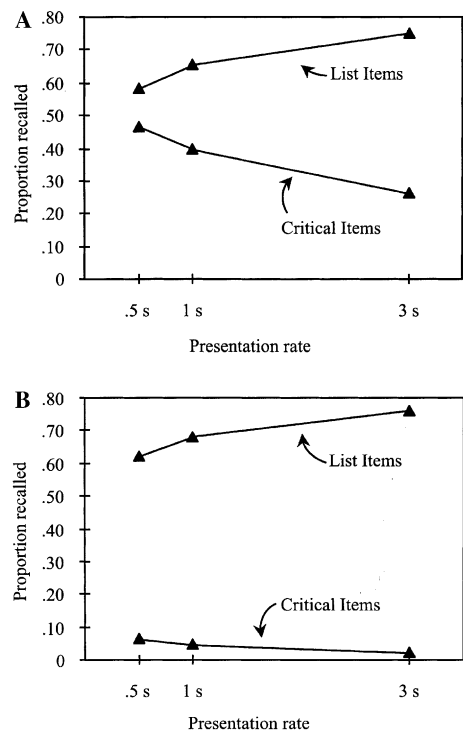 A
.80
.70
.60
.50
.40
.30
.20
.10
0
Proportion recalled
List Items
Critical Items
.5 s 1 s 3 s
Presentation rate
B
.80
.70
.60
.50
.40
.30
.20
.10
0
Proportion recalled
List Items
Critical Items
.5 s 1 s 3 s
Presentation rate